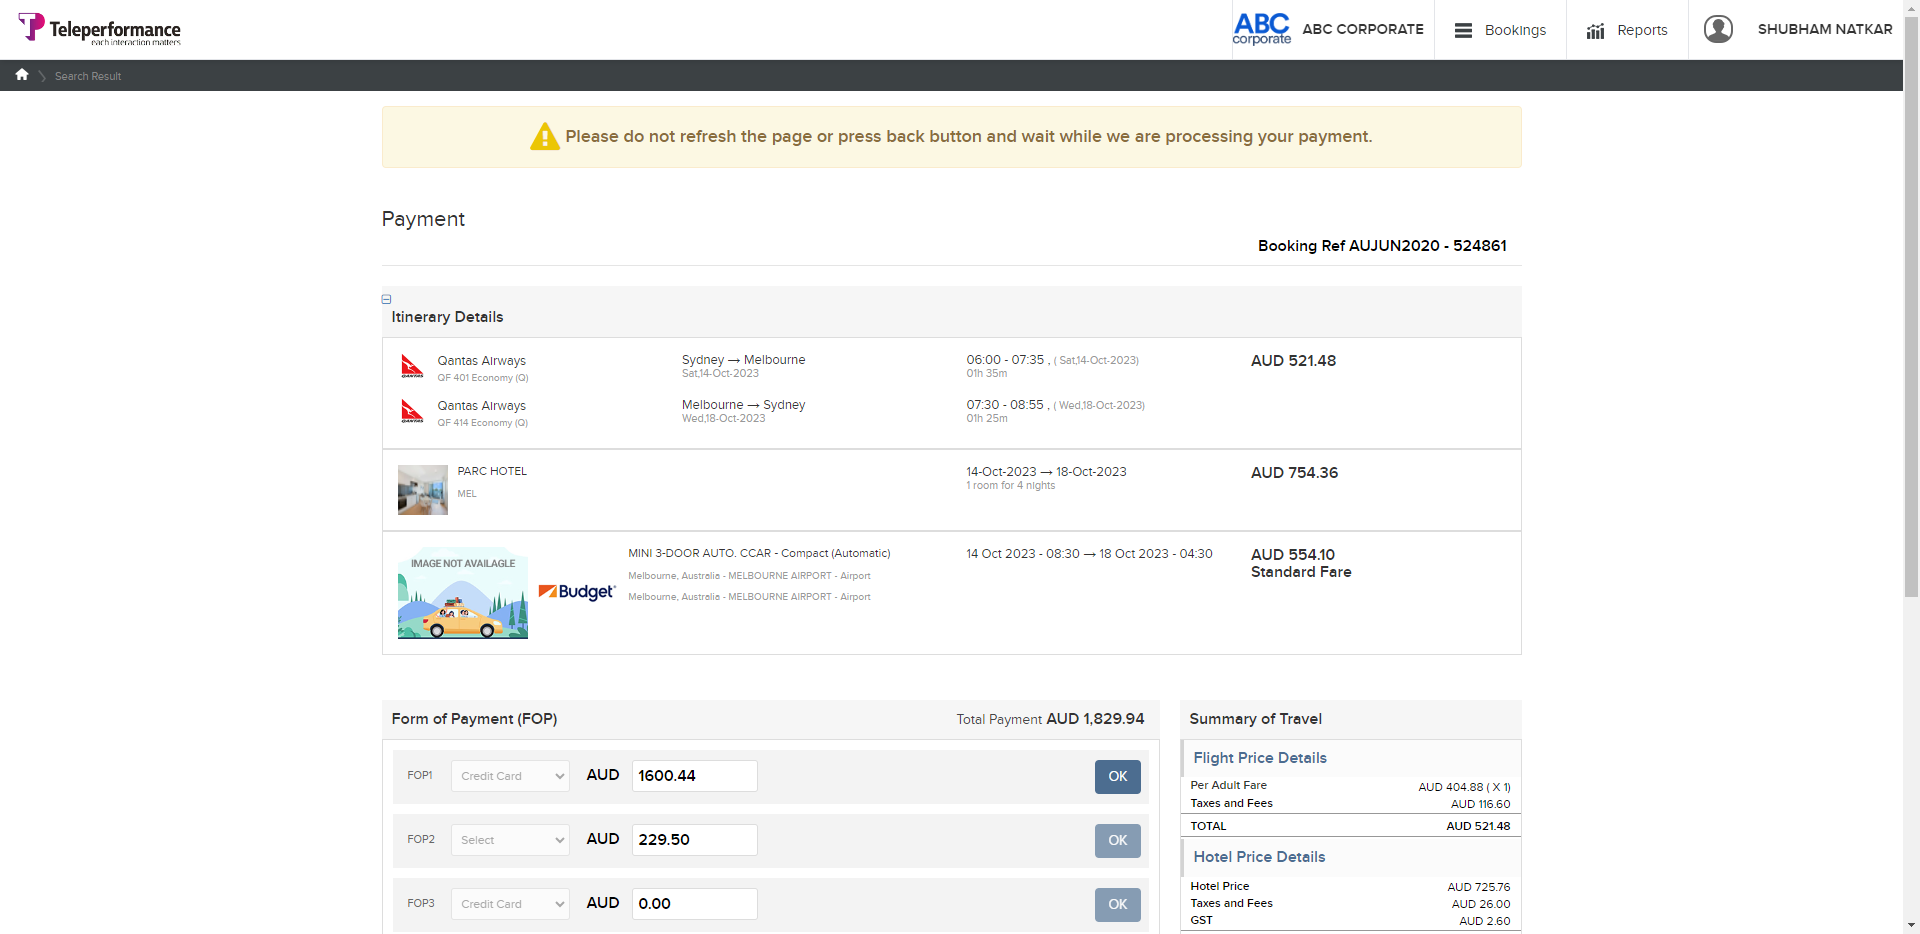 Teleperformance
each interaction matters
ABC
corporate
ABC CORPORATE
Bookings
Reports
SHUBHAM NATKAR
Search Result
Please do not refresh the page or press back button and wait while we are processing your payment.
Payment
Booking Ref AUJUN2020 - 524861
Itinerary Details
Qantas Airways
QF 401 Economy (Q)
Sydney → Melbourne
Sat,14-Oct-2023
06:00 - 07:35 , ( Sat,14-Oct-2023)
01h 35m
AUD 521.48
Qantas Airways
QF 414 Economy (Q)
Melbourne → Sydney
Wed,18-Oct-2023
07:30 - 08:55 , ( Wed,18-Oct-2023)
01h 25m
PARC HOTEL
MEL
14-Oct-2023 → 18-Oct-2023
1 room for 4 nights
AUD 754.36
IMAGE NOT AVAILAGLE
Budget
MINI 3-DOOR AUTO. CCAR - Compact (Automatic)
Melbourne, Australia - MELBOURNE AIRPORT - Airport
Melbourne, Australia - MELBOURNE AIRPORT - Airport
14 Oct 2023 - 08:30 → 18 Oct 2023 - 04:30
AUD 554.10
Standard Fare
Form of Payment (FOP)
Total Payment AUD 1,829.94
FOP1 Credit Card AUD 1600.44 OK
FOP2 Select AUD 229.50 OK
FOP3 Credit Card AUD 0.00 OK
Summary of Travel
Flight Price Details
Per Adult Fare AUD 404.88 ( X 1)
Taxes and Fees AUD 116.60
TOTAL AUD 521.48
Hotel Price Details
Hotel Price AUD 725.76
Taxes and Fees AUD 26.00
GST AUD 2.60